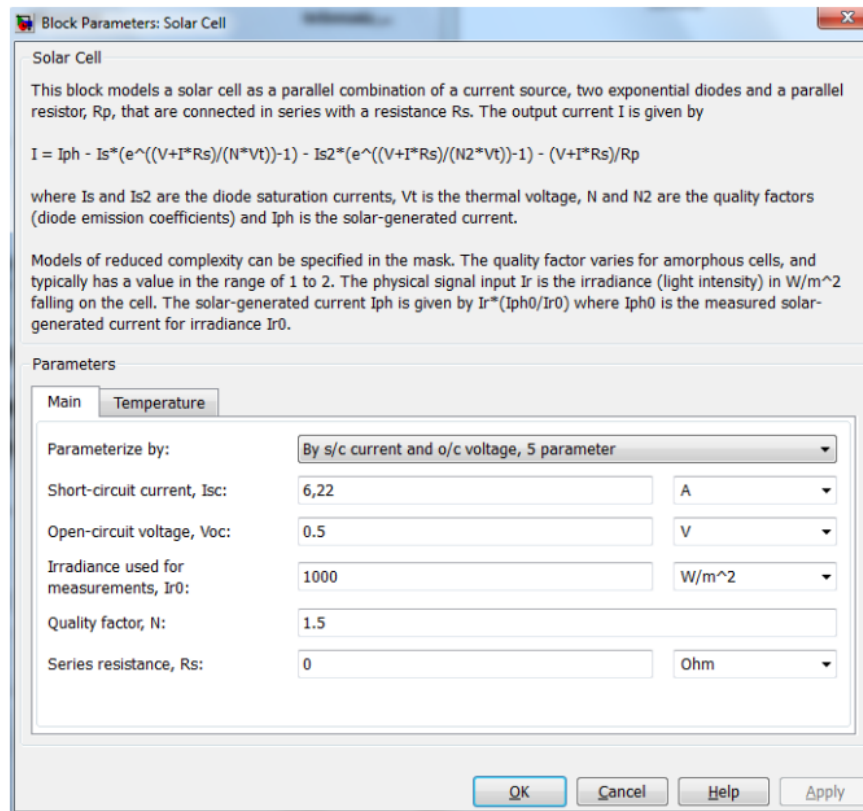 Block Parameters: Solar Cell
Solar Cell
This block models a solar cell as a parallel combination of a current source, two exponential diodes and a parallel
resistor, Rp, that are connected in series with a resistance Rs. The output current I is given by
I = Iph - Is*(e^((V+I*Rs)/(N*Vt))-1) - Is2*(e^((V+I*Rs)/(N2*Vt))-1) - (V+I*Rs)/Rp
where Is and Is2 are the diode saturation currents, Vt is the thermal voltage, N and N2 are the quality factors
(diode emission coefficients) and Iph is the solar-generated current.
Models of reduced complexity can be specified in the mask. The quality factor varies for amorphous cells, and
typically has a value in the range of 1 to 2. The physical signal input Ir is the irradiance (light intensity) in W/m^2
falling on the cell. The solar-generated current Iph is given by Ir*(Iph0/Ir0) where Iph0 is the measured solar-
generated current for irradiance Ir0.
Parameters
Main Temperature
Parameterize by: By s/c current and o/c voltage, 5 parameter
Short-circuit current, Isc: 6,22 A
Open-circuit voltage, Voc: 0.5 V
Irradiance used for
measurements, Ir0: 1000 W/m^2
Quality factor, N: 1.5
Series resistance, Rs: 0 Ohm
OK Cancel Help Apply